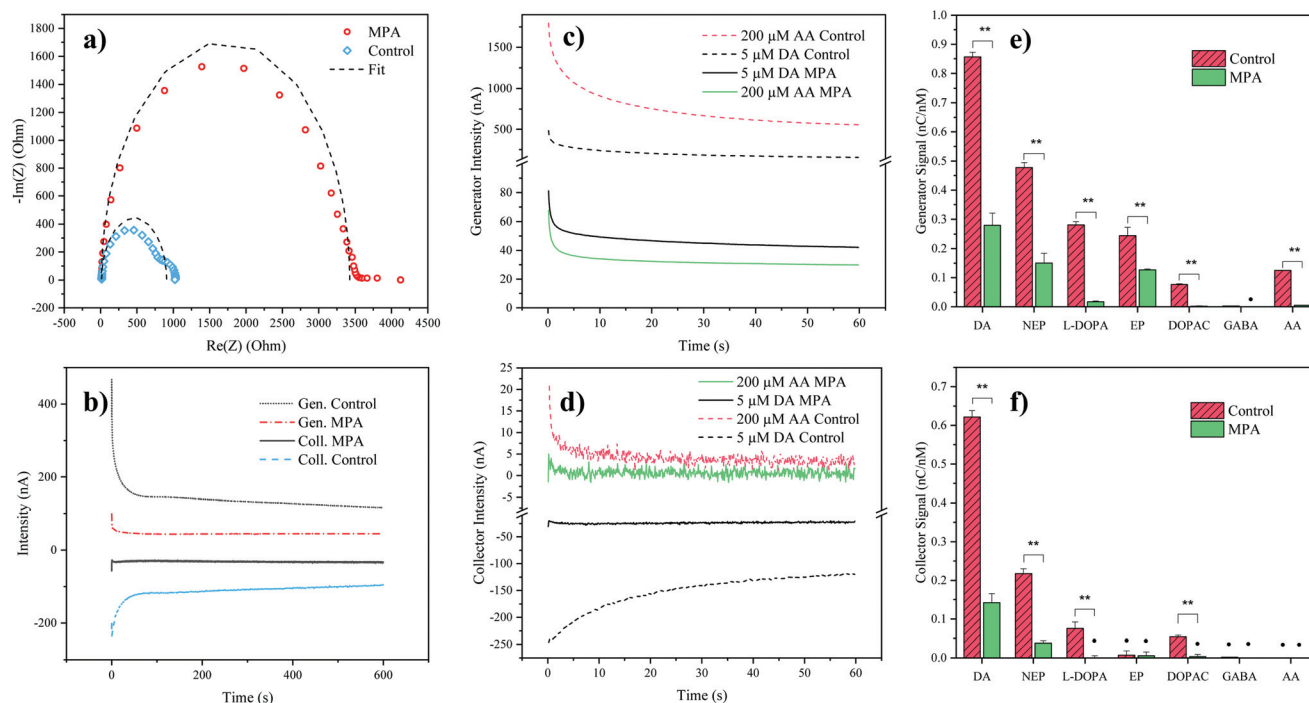 a)
MPA
Control
Fit
1800
1600
1400
1200
1000
800
600
400
200
0
-200
-Im(Z) (Ohm)
-500 0 500 1000 1500 2000 2500 3000 3500 4000 4500
Re(Z) (Ohm)
b)
Gen. Control
Gen. MPA
Coll. MPA
Coll. Control
400
200
0
-200
Intensity (nA)
0 200 400 600
Time (s)
c)
200 µM AA Control
5 µM DA Control
5 µM DA MPA
200 µM AA MPA
1500
1000
500
80
60
40
20
0
Generator Intensity (nA)
0 10 20 30 40 50 60
Time (s)
d)
200 µM AA MPA
5 µM DA MPA
200 µM AA Control
5 µM DA Control
25
20
15
10
5
0
-5
-50
-100
-150
-200
-250
Collector Intensity (nA)
0 10 20 30 40 50 60
Time (s)
e)
Control
MPA
**
**
**
**
**
**
1
0.9
0.8
0.7
0.6
0.5
0.4
0.3
0.2
0.1
0.0
Generator Signal (nC/nM)
DA NEP L-DOPA EP DOPAC GABA AA
f)
Control
MPA
**
**
**
**
0.7
0.6
0.5
0.4
0.3
0.2
0.1
0.0
Collector Signal (nC/nM)
DA NEP L-DOPA EP DOPAC GABA AA